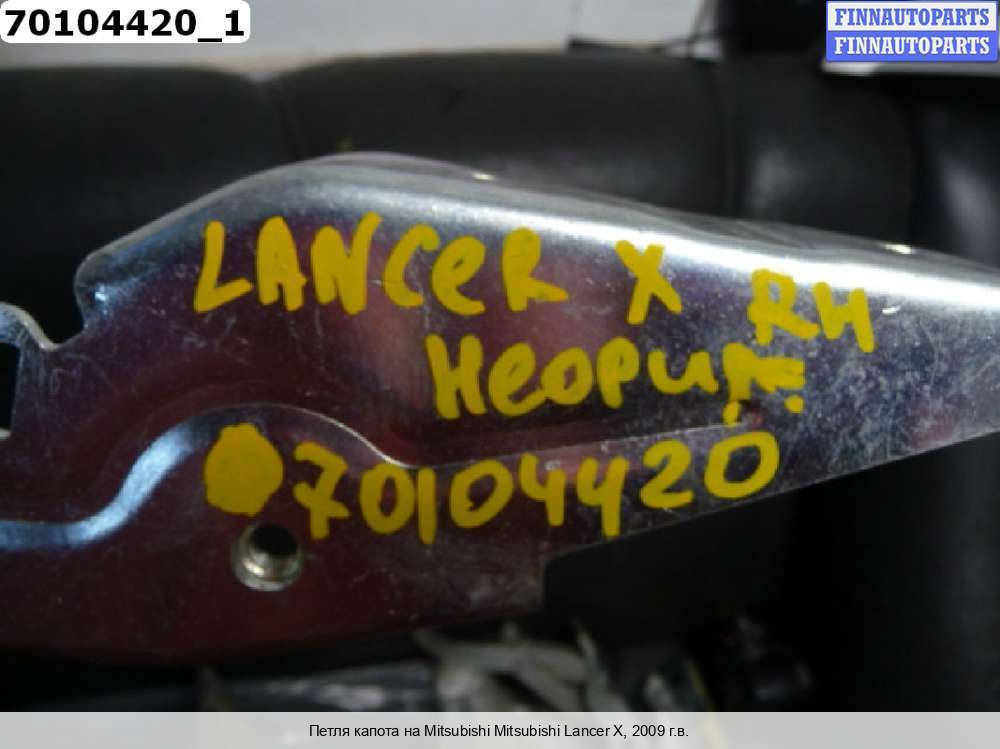 70104420_1
FINNAUTOPARTS
FINNAUTOPARTS
LANCeR X RH
Неориг.
70104420
Петля капота на Mitsubishi Mitsubishi Lancer X, 2009 г.в.